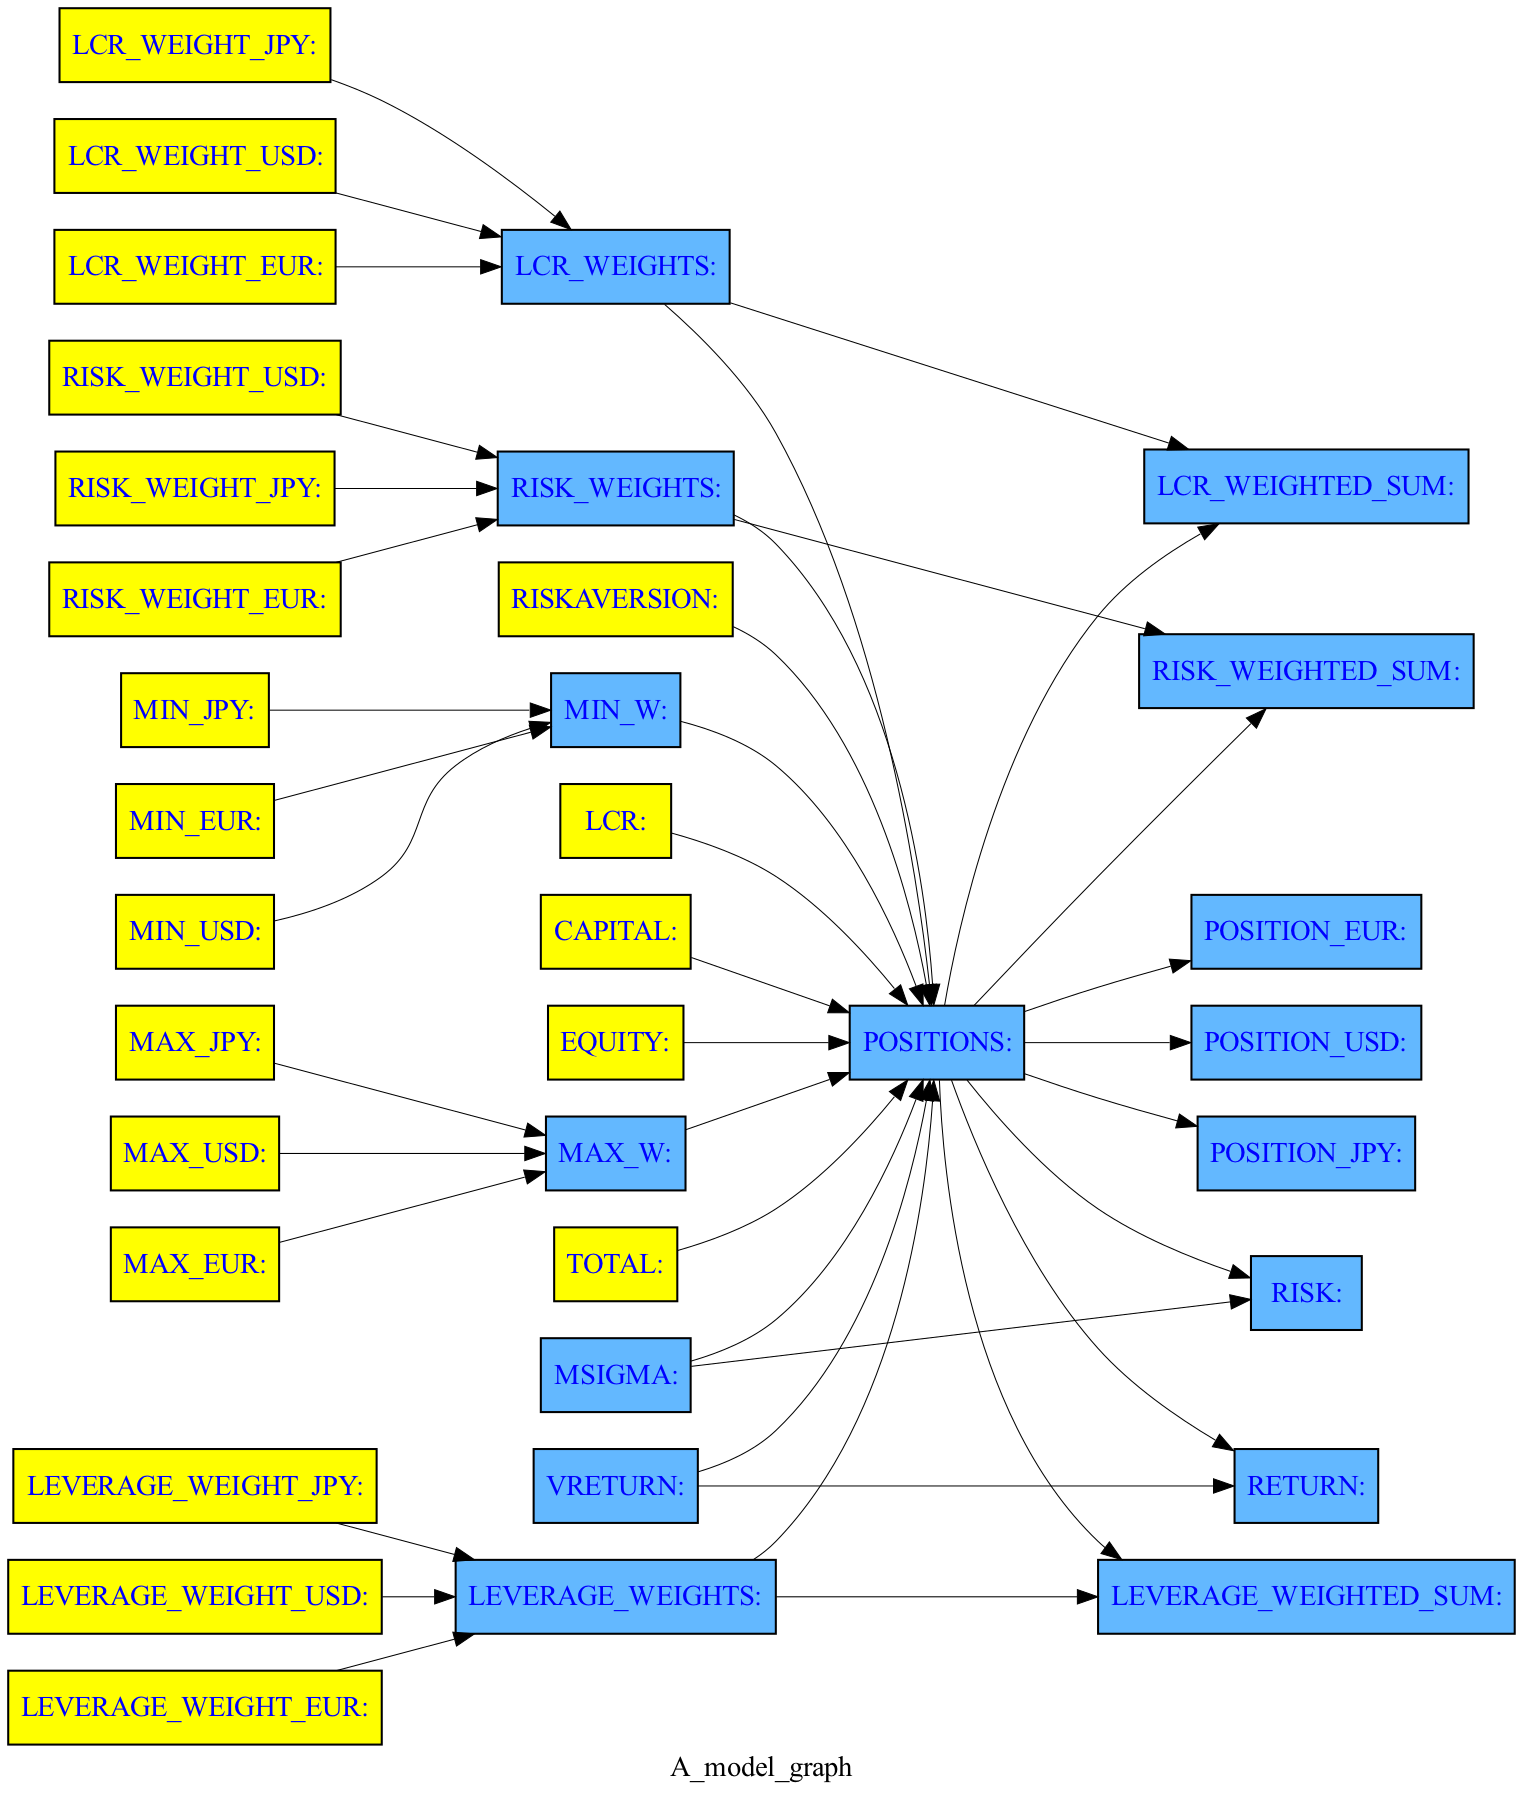 LCR_WEIGHT_JPY:
LCR_WEIGHT_USD:
LCR_WEIGHT_EUR:
LCR_WEIGHTS:
RISK_WEIGHT_USD:
RISK_WEIGHT_JPY:
RISK_WEIGHTS:
LCR_WEIGHTED_SUM:
RISK_WEIGHT_EUR:
RISKAVERSION:
RISK_WEIGHTED_SUM:
MIN_JPY:
MIN_W:
MIN_EUR:
LCR:
MIN_USD:
CAPITAL:
POSITION_EUR:
MAX_JPY:
EQUITY:
POSITIONS:
POSITION_USD:
MAX_USD:
MAX_W:
POSITION_JPY:
MAX_EUR:
TOTAL:
RISK:
MSIGMA:
LEVERAGE_WEIGHT_JPY:
VRETURN:
RETURN:
LEVERAGE_WEIGHT_USD:
LEVERAGE_WEIGHTS:
LEVERAGE_WEIGHTED_SUM:
LEVERAGE_WEIGHT_EUR:
A_model_graph